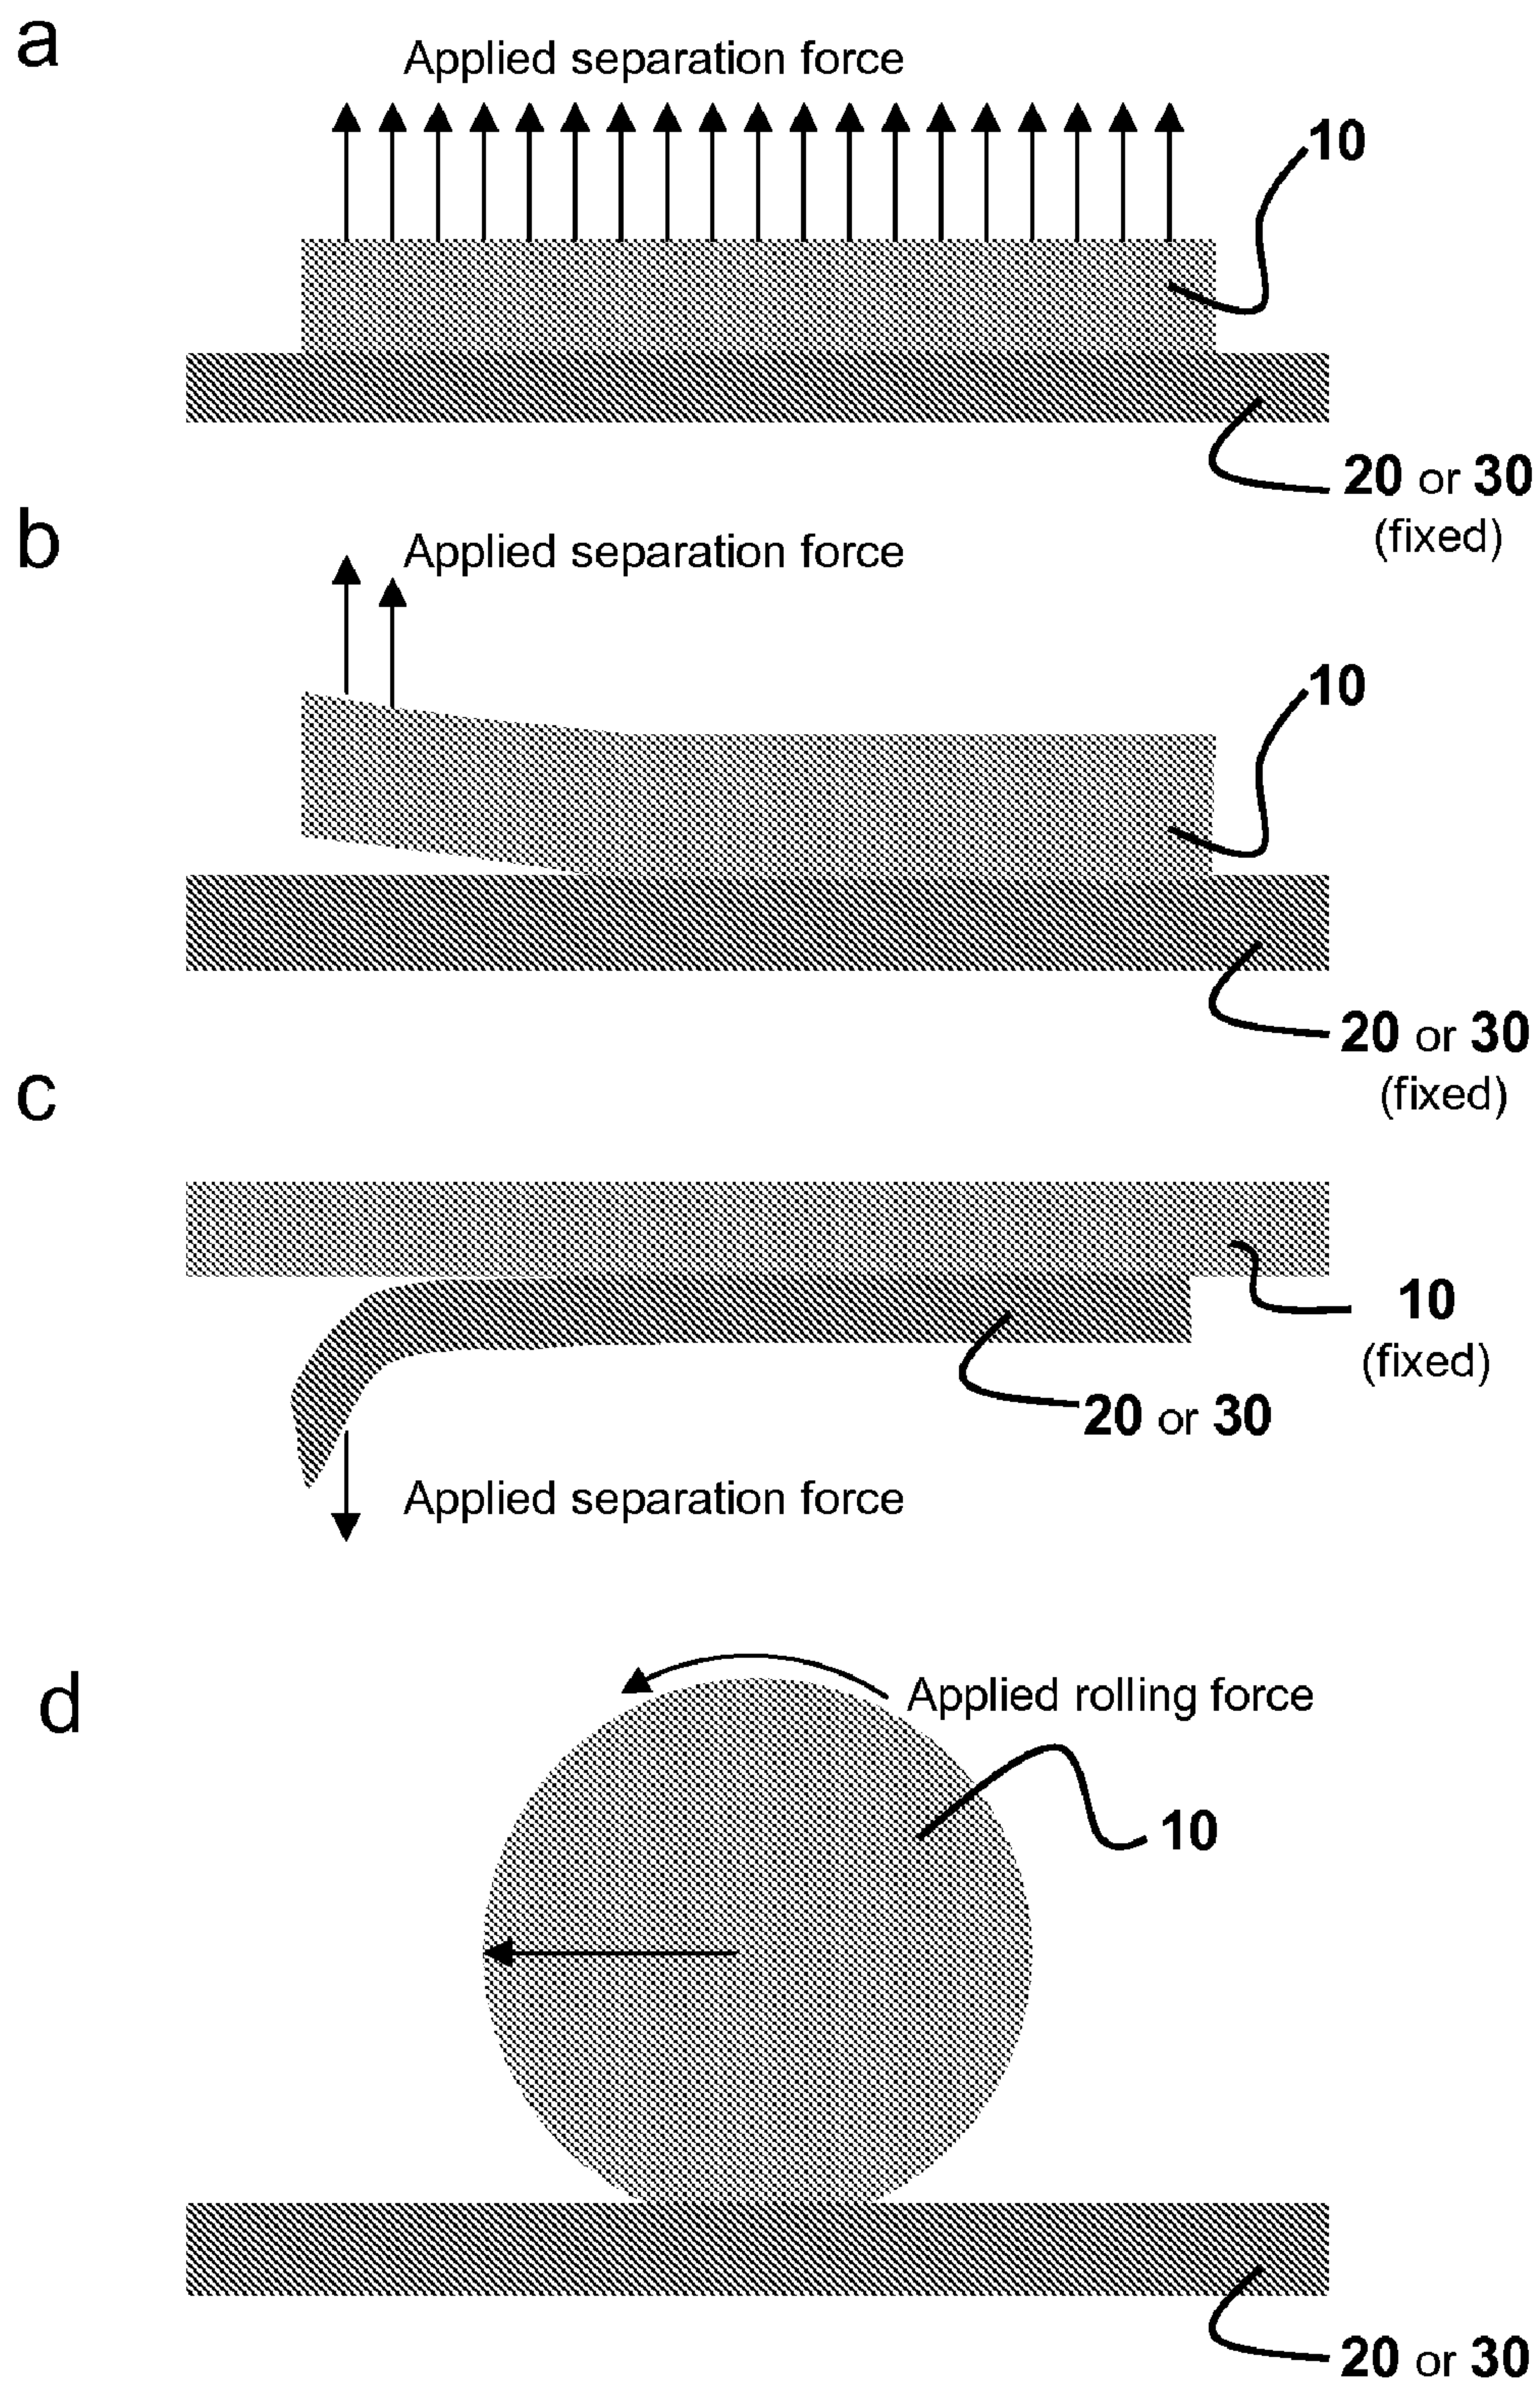 a
Applied separation force
10
20 or 30
(fixed)
b
Applied separation force
10
20 or 30
(fixed)
c
10
(fixed)
20 or 30
Applied separation force
d
Applied rolling force
10
20 or 30